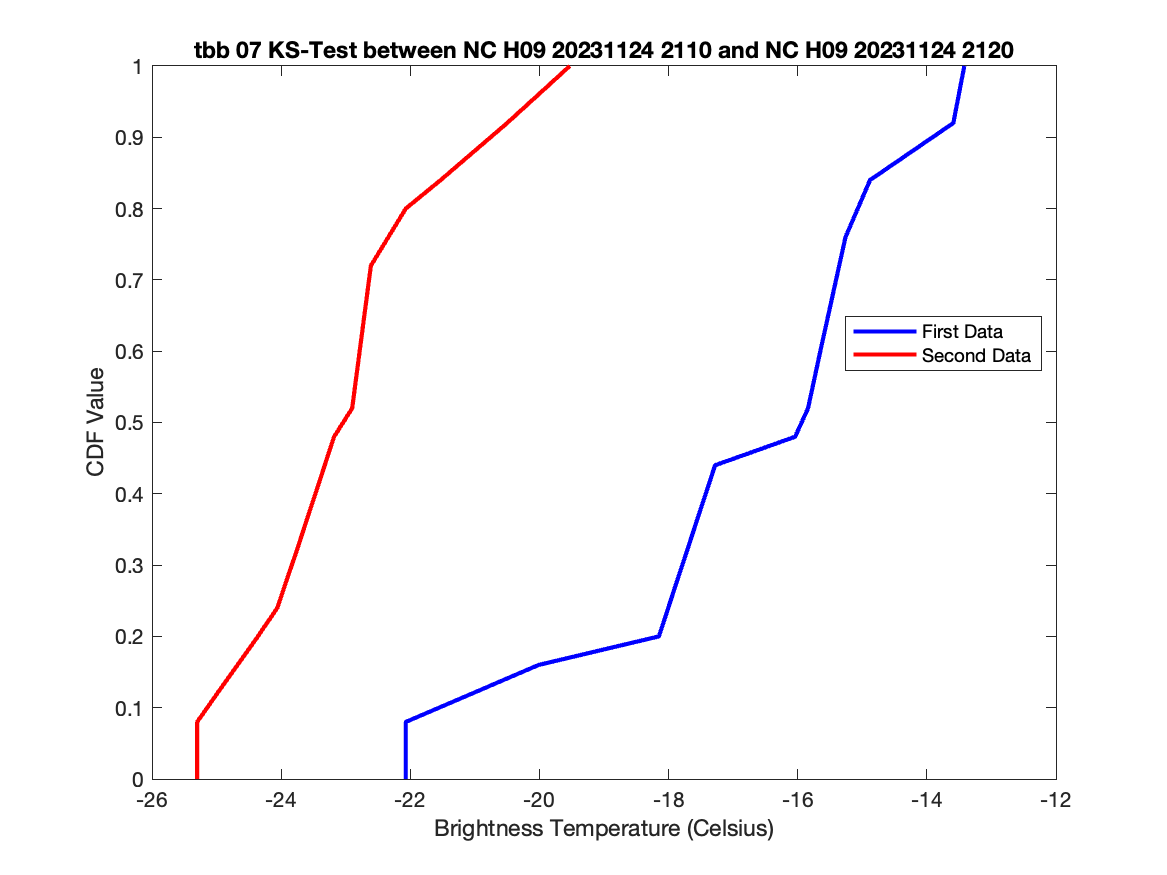 tbb 07 KS-Test between NC H09 20231124 2110 and NC H09 20231124 2120
1
0.9
0.8
0.7
0.6
0.5
0.4
0.3
0.2
0.1
0
CDF Value
First Data
Second Data
-26 -24 -22 -20 -18 -16 -14 -12
Brightness Temperature (Celsius)